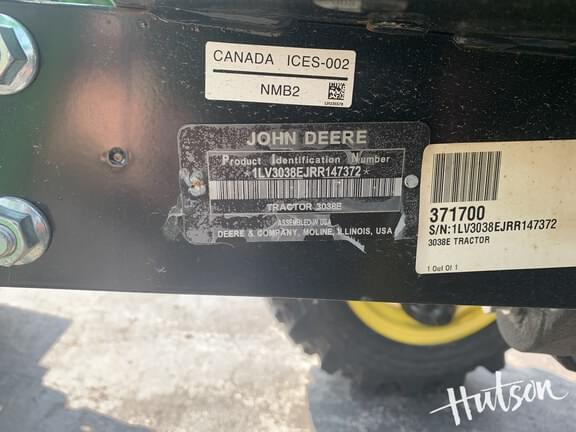 CANADA ICES-002
NMB2
JOHN DEERE
Product Identification Number
*1LV3038EJRR147372*
TRACTOR 3038E
ASSEMBLED IN USA
DEERE & COMPANY, MOLINE, ILLINOIS, USA
371700
S/N:1LV3038EJRR147372
3038E TRACTOR
1 Out Of 1
Hutson